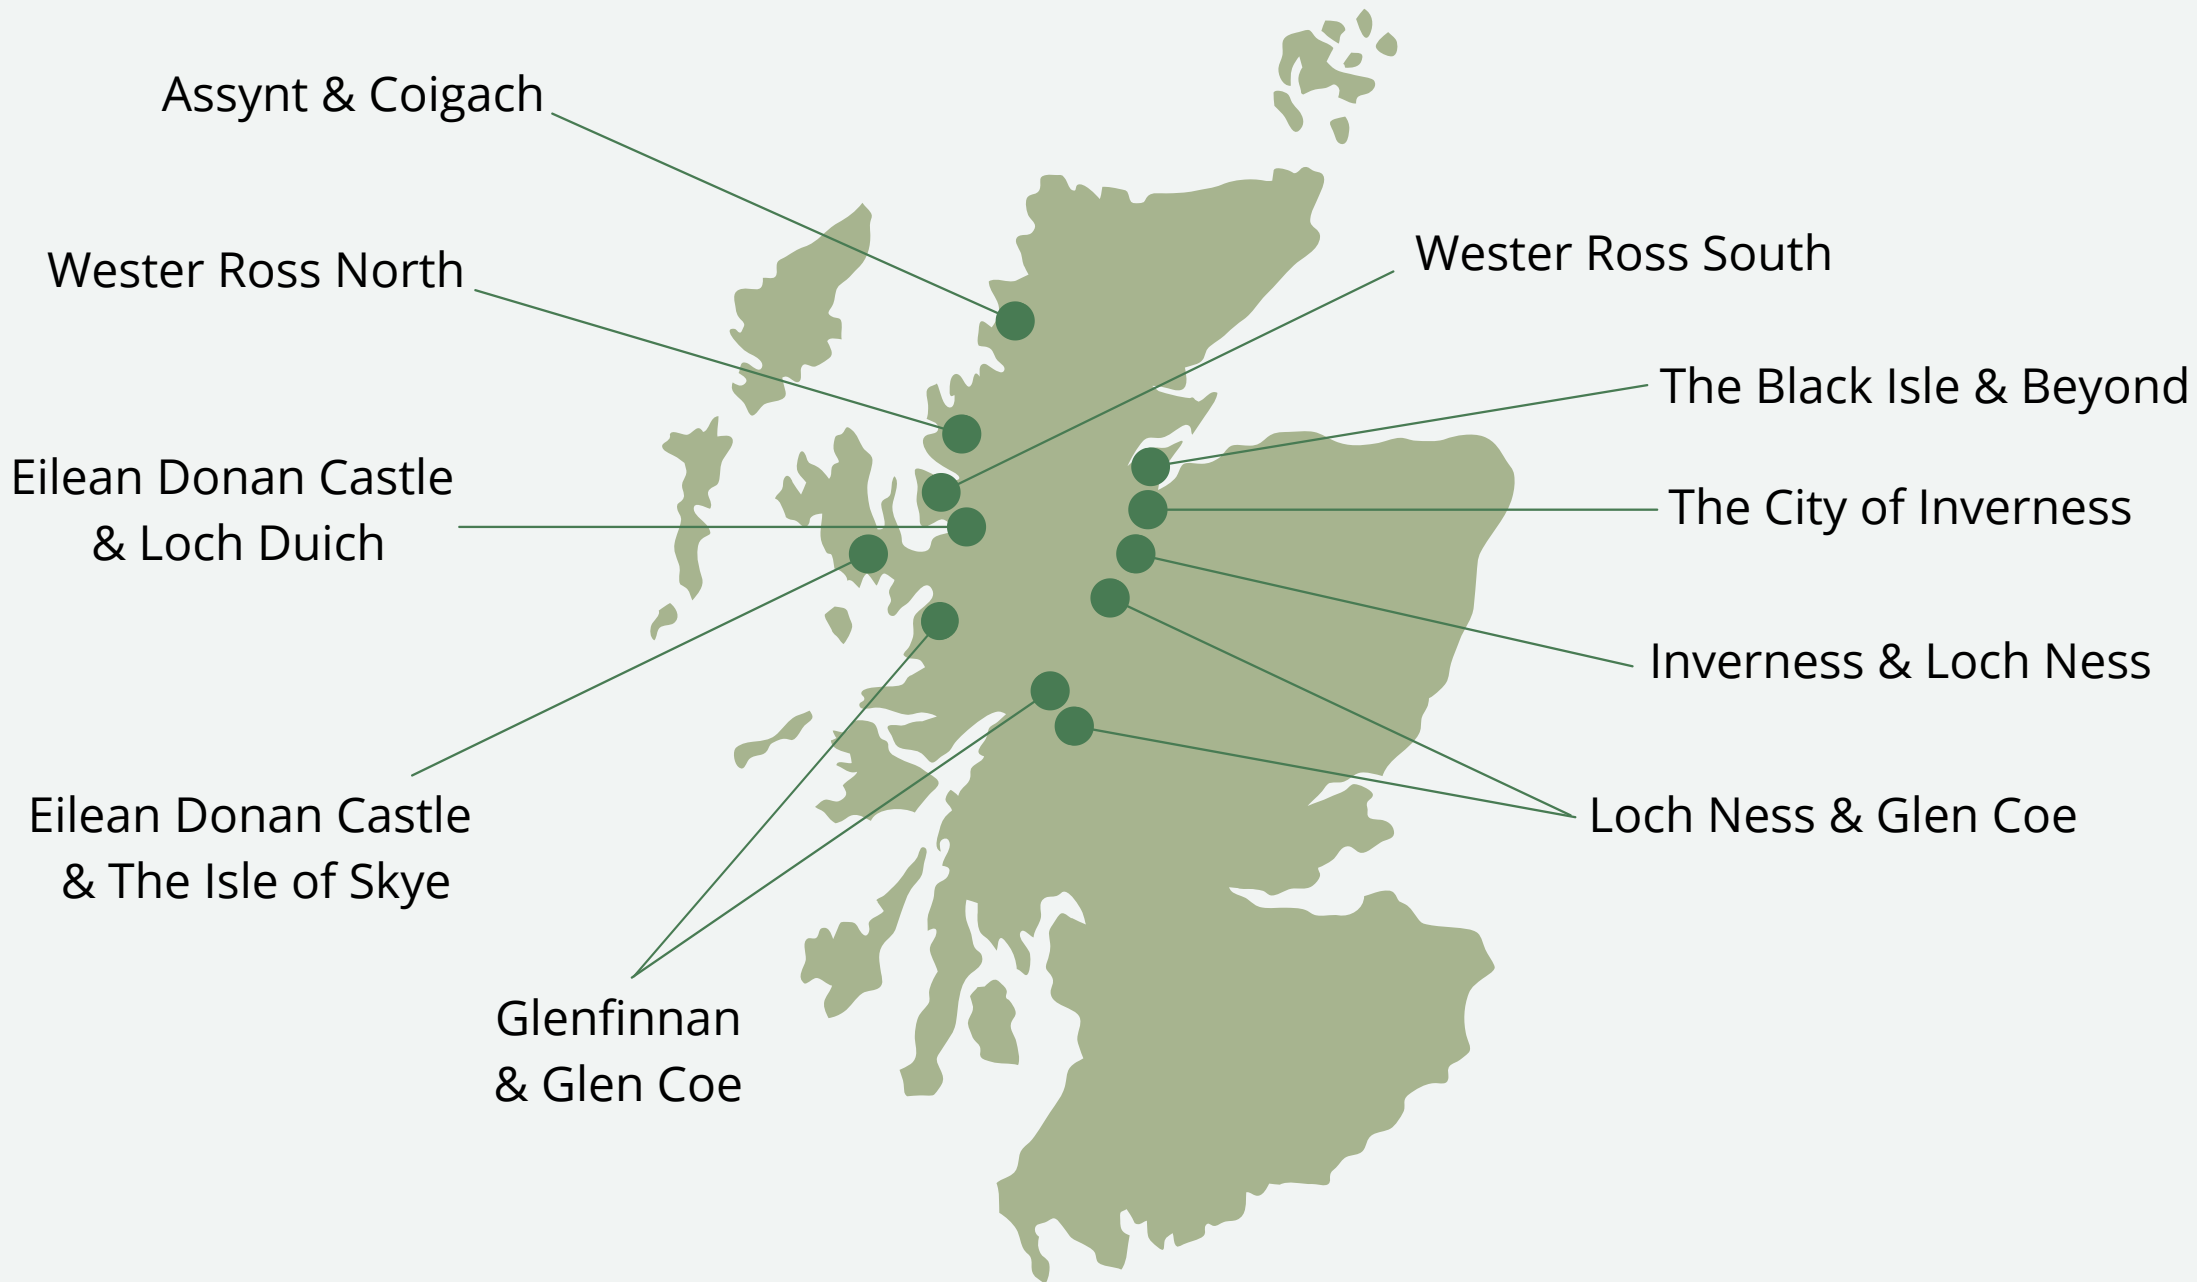 Assynt & Coigach
Wester Ross North
Eilean Donan Castle
& Loch Duich
Eilean Donan Castle
& The Isle of Skye
Glenfinnan
& Glen Coe
Wester Ross South
The Black Isle & Beyond
The City of Inverness
Inverness & Loch Ness
Loch Ness & Glen Coe